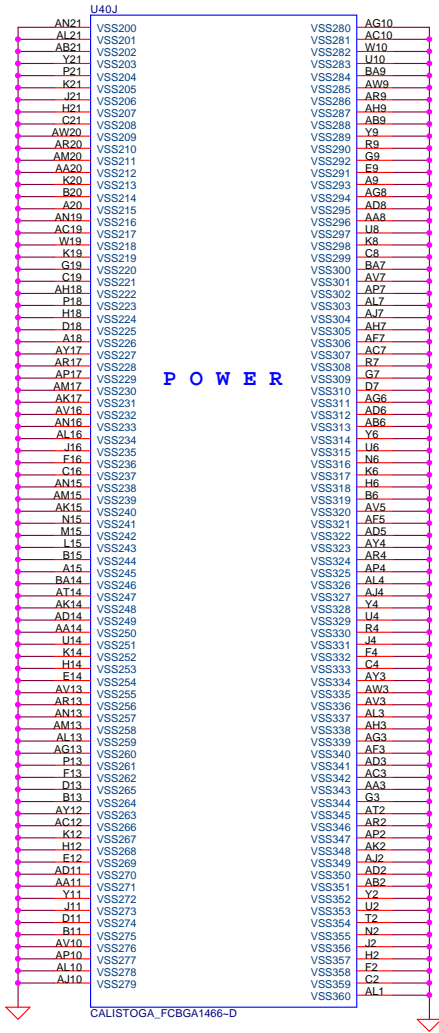 U40J
AN21 VSS200
AL21 VSS201
AB21 VSS202
Y21 VSS203
P21 VSS204
K21 VSS205
J21 VSS206
H21 VSS207
C21 VSS208
AW20 VSS209
AR20 VSS210
AM20 VSS211
AA20 VSS212
K20 VSS213
B20 VSS214
A20 VSS215
AN19 VSS216
AC19 VSS217
W19 VSS218
K19 VSS219
G19 VSS220
C19 VSS221
AH18 VSS222
P18 VSS223
H18 VSS224
D18 VSS225
A18 VSS226
AY17 VSS227
AR17 VSS228
AP17 VSS229
AM17 VSS230
AK17 VSS231
AV16 VSS232
AN16 VSS233
AL16 VSS234
J16 VSS235
F16 VSS236
C16 VSS237
AN15 VSS238
AM15 VSS239
AK15 VSS240
N15 VSS241
M15 VSS242
L15 VSS243
B15 VSS244
A15 VSS245
BA14 VSS246
AT14 VSS247
AK14 VSS248
AD14 VSS249
AA14 VSS250
U14 VSS251
K14 VSS252
H14 VSS253
E14 VSS254
AV13 VSS255
AR13 VSS256
AN13 VSS257
AM13 VSS258
AL13 VSS259
AG13 VSS260
P13 VSS261
F13 VSS262
D13 VSS265
B13 VSS264
AY12 VSS263
AC12 VSS266
K12 VSS267
H12 VSS268
E12 VSS269
AD11 VSS270
AA11 VSS271
Y11 VSS272
J11 VSS273
D11 VSS274
B11 VSS275
AV10 VSS276
AP10 VSS277
AL10 VSS278
AJ10 VSS279
P O W E R
VSS280 AG10
VSS281 AC10
VSS282 W10
VSS283 U10
VSS284 BA9
VSS285 AW9
VSS286 AR9
VSS287 AH9
VSS288 AB9
VSS289 Y9
VSS290 R9
VSS292 G9
VSS291 E9
VSS293 A9
VSS294 AG8
VSS295 AD8
VSS296 AA8
VSS297 U8
VSS298 K8
VSS299 C8
VSS300 BA7
VSS301 AV7
VSS302 AP7
VSS303 AL7
VSS304 AJ7
VSS305 AH7
VSS306 AF7
VSS307 AC7
VSS308 R7
VSS309 G7
VSS310 D7
VSS311 AG6
VSS312 AD6
VSS313 AB6
VSS314 Y6
VSS315 U6
VSS316 N6
VSS317 K6
VSS318 H6
VSS319 B6
VSS320 AV5
VSS321 AF5
VSS322 AD5
VSS323 AY4
VSS324 AR4
VSS325 AP4
VSS326 AL4
VSS327 AJ4
VSS328 Y4
VSS329 U4
VSS330 R4
VSS331 J4
VSS332 F4
VSS333 C4
VSS334 AY3
VSS335 AW3
VSS336 AV3
VSS337 AL3
VSS338 AH3
VSS339 AG3
VSS340 AF3
VSS341 AD3
VSS342 AC3
VSS343 AA3
VSS344 G3
VSS345 AT2
VSS346 AR2
VSS347 AP2
VSS348 AK2
VSS349 AJ2
VSS350 AD2
VSS351 AB2
VSS352 Y2
VSS353 U2
VSS354 T2
VSS355 N2
VSS356 J2
VSS357 H2
VSS358 F2
VSS359 C2
VSS360 AL1
CALISTOGA_FCBGA1466~D